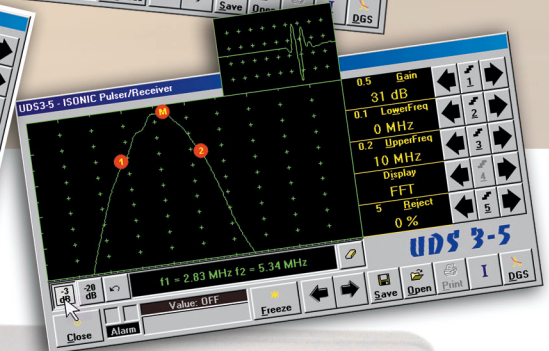 Save Open
DGS
UDS3-5 - ISONIC Pulser/Receiver
M
1
2
0.5 Gain
31 dB
1
0.1 LowerFreq
0 MHz
2
0.2 UpperFreq
10 MHz
3
Display
FFT
4
5 Reject
0 %
5
UDS 3-5
f1 = 2.83 MHz f2 = 5.34 MHz
-3 dB
-20 dB
Value: OFF
Close
Alarm
Freeze
Save
Open
Print
I
DGS